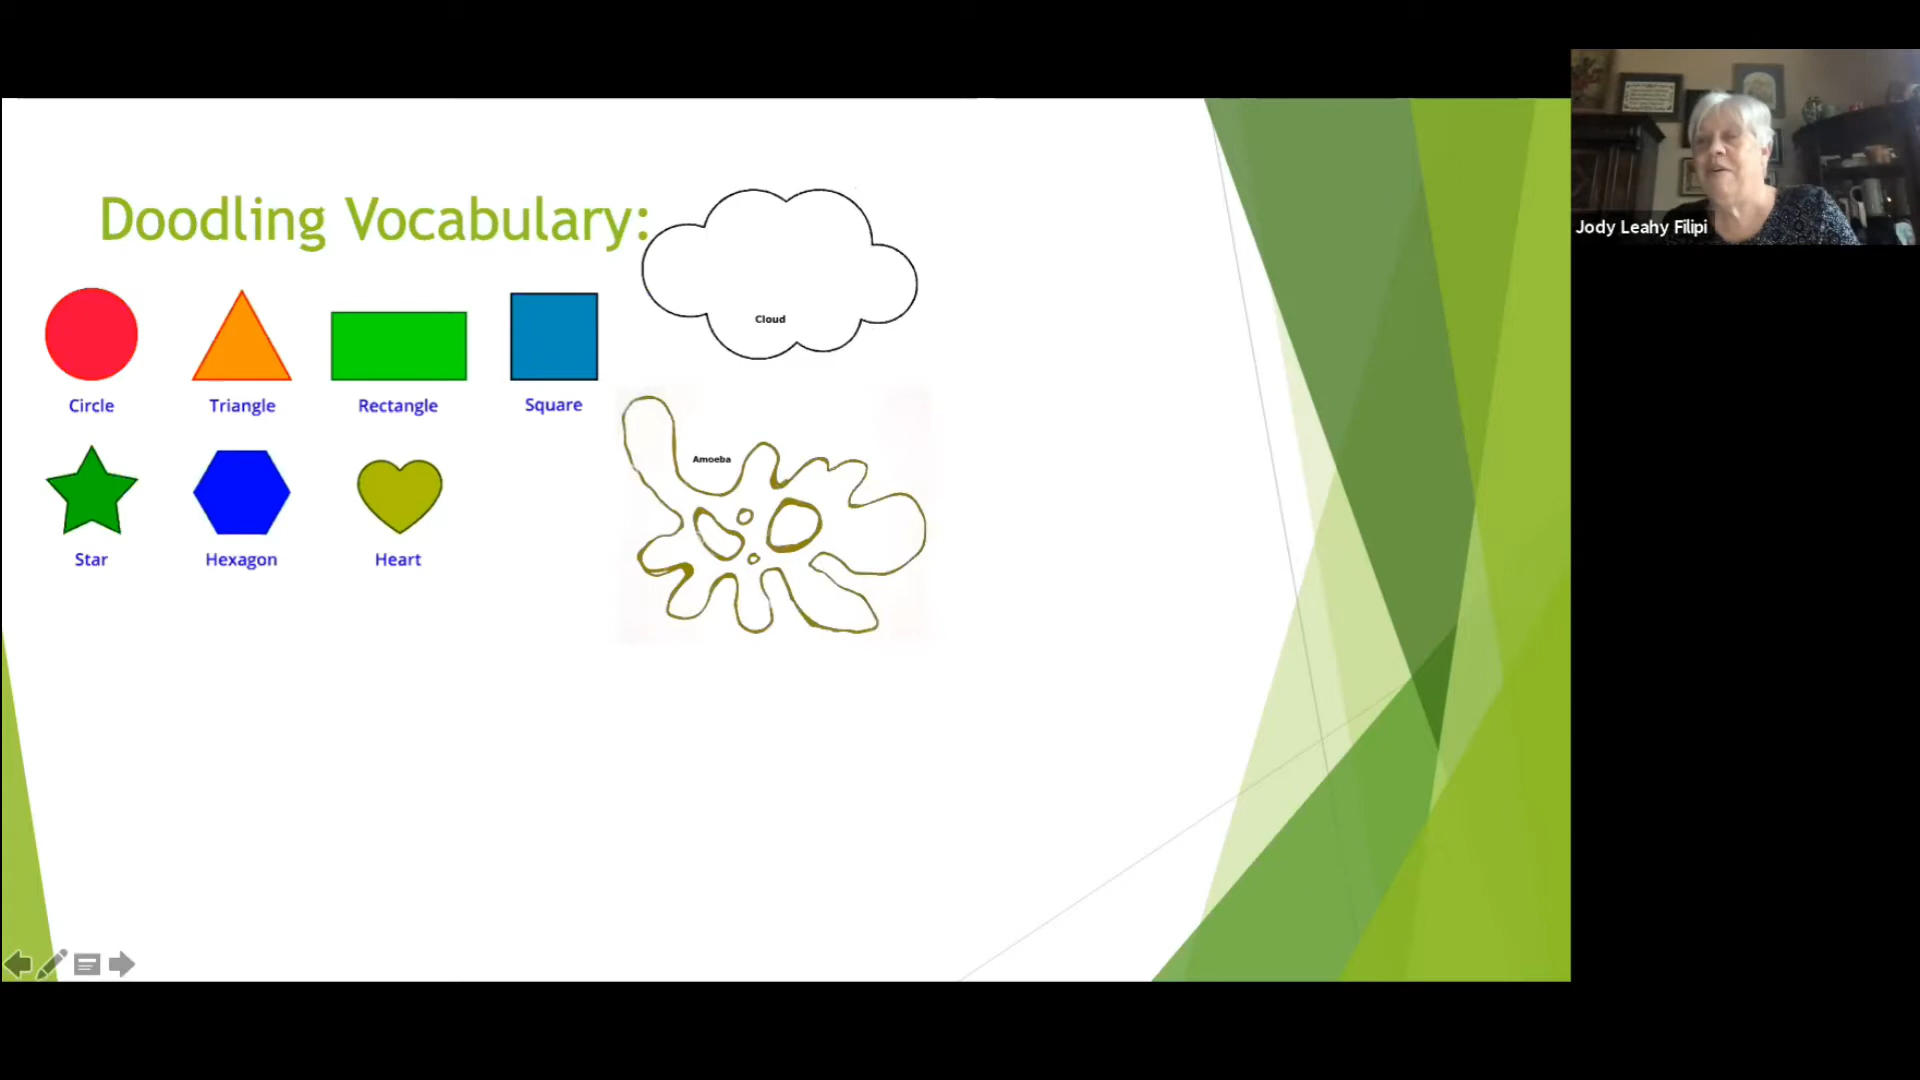 Doodling Vocabulary:
Cloud
Circle
Triangle
Rectangle
Square
Amoeba
Star
Hexagon
Heart
Jody Leahy Filipi